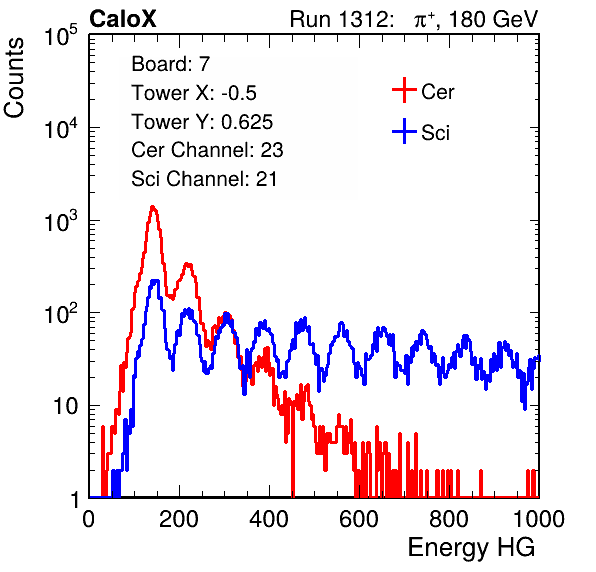 CaloX Run 1312: π⁺, 180 GeV
Counts
10⁵
10⁴
10³
10²
10
1
Board: 7
Tower X: -0.5
Tower Y: 0.625
Cer Channel: 23
Sci Channel: 21
Cer
Sci
0 200 400 600 800 1000
Energy HG